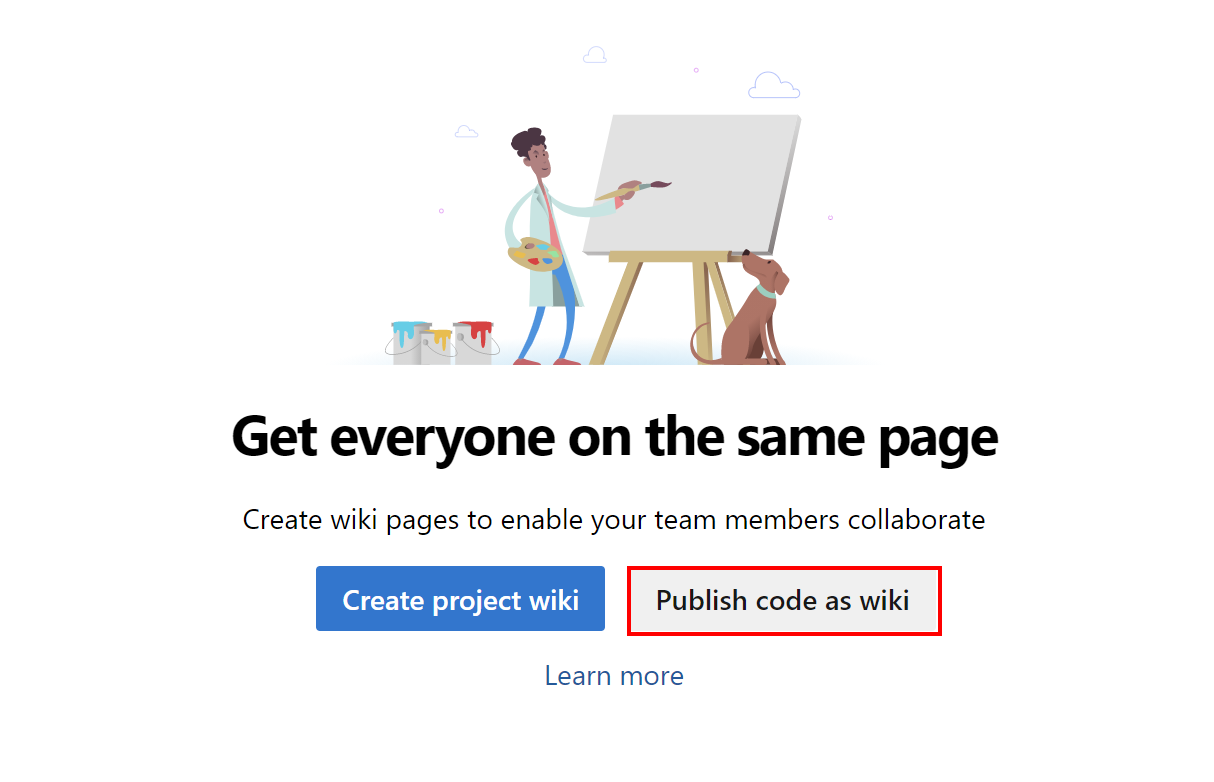 Get everyone on the same page
Create wiki pages to enable your team members collaborate
Create project wiki
Publish code as wiki
Learn more